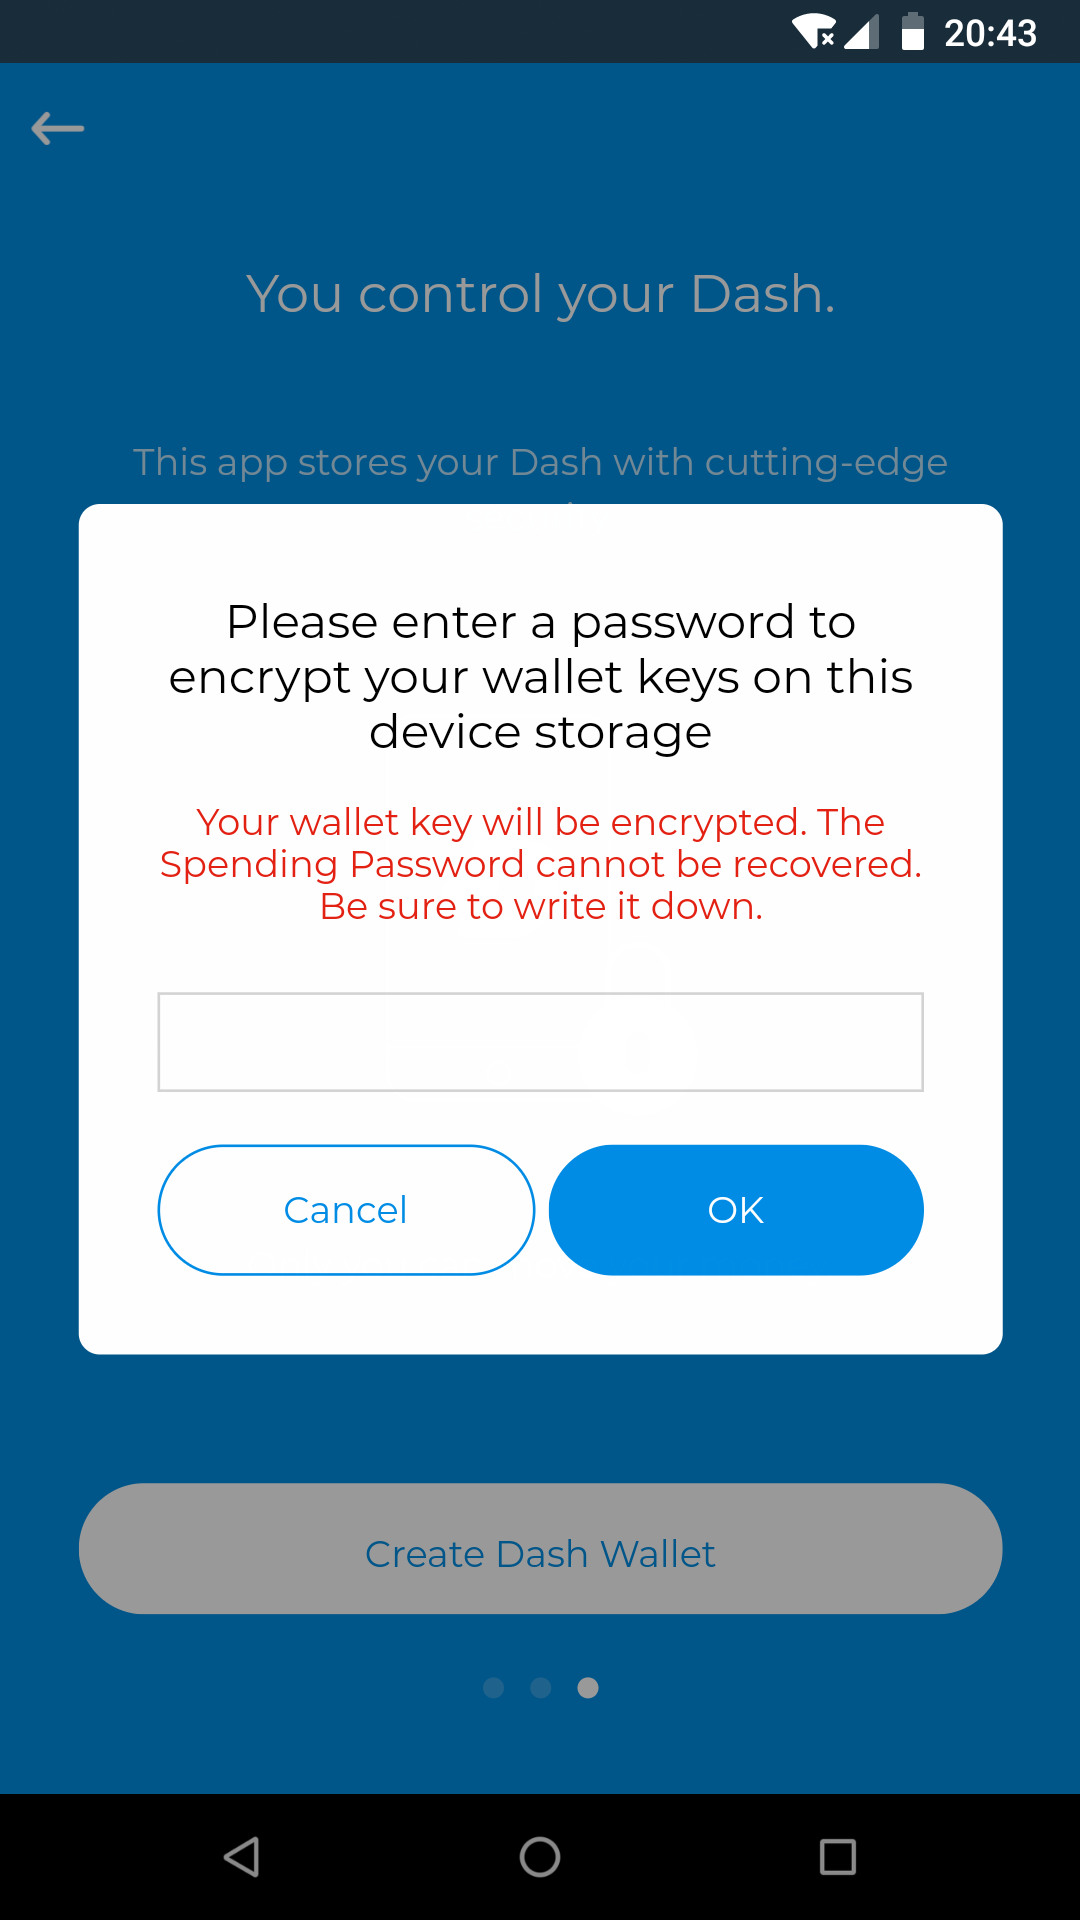 20:43
You control your Dash.
This app stores your Dash with cutting-edge
Please enter a password to
encrypt your wallet keys on this
device storage
Your wallet key will be encrypted. The
Spending Password cannot be recovered.
Be sure to write it down.
Cancel
OK
Create Dash Wallet